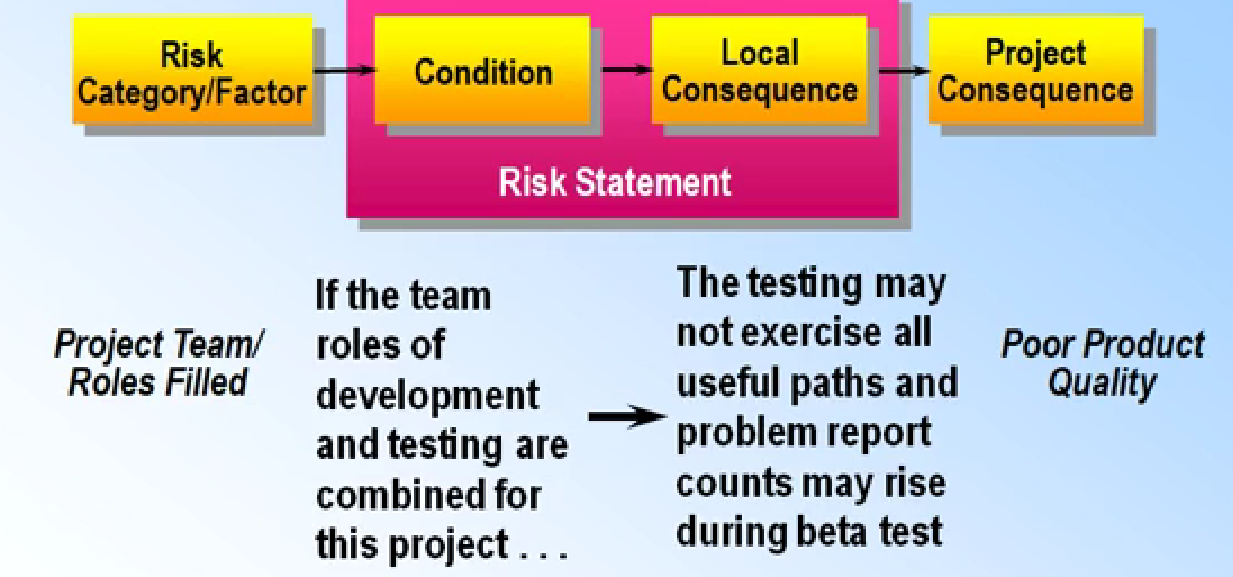 Risk
Category/Factor
Condition
Local
Consequence
Project
Consequence
Risk Statement
Project Team/
Roles Filled
If the team
roles of
development
and testing are
combined for
this project . . .
The testing may
not exercise all
useful paths and
problem report
counts may rise
during beta test
Poor Product
Quality